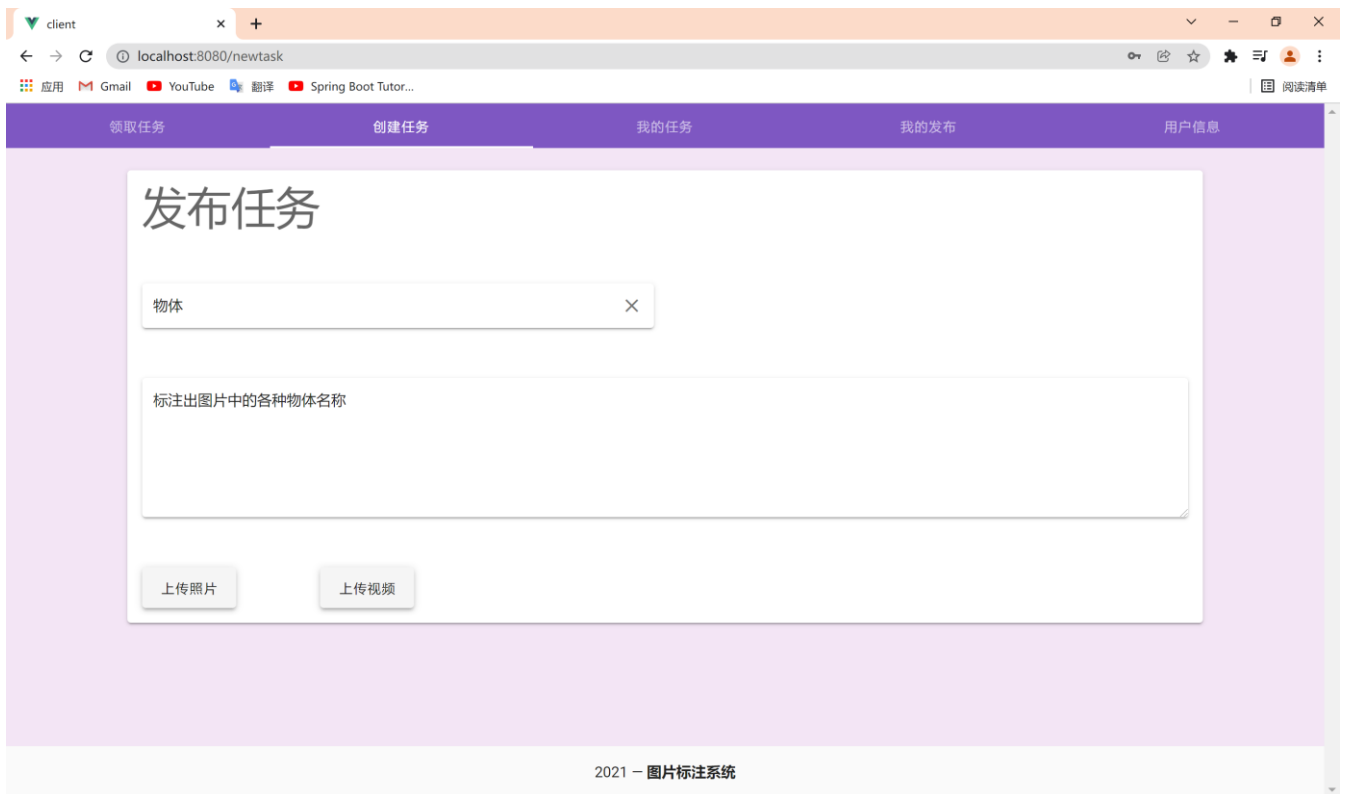 client
localhost:8080/newtask
应用 Gmail YouTube 翻译 Spring Boot Tutor... 阅读清单
领取任务 创建任务 我的任务 我的发布 用户信息
发布任务
物体
标注出图片中的各种物体名称
上传照片 上传视频
2021 — 图片标注系统